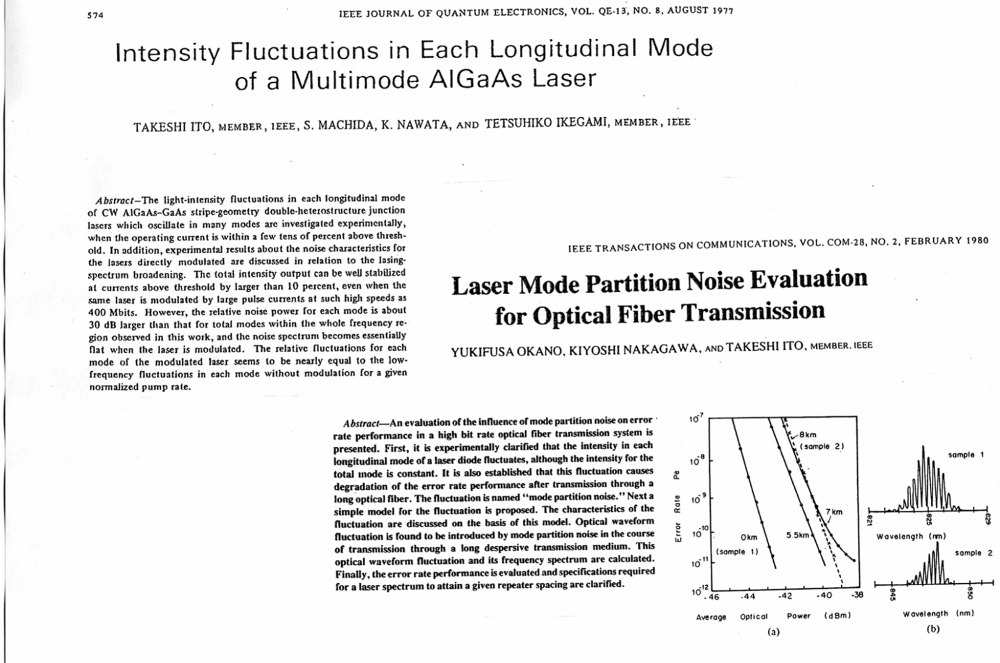 574
IEEE JOURNAL OF QUANTUM ELECTRONICS, VOL. QE-13, NO. 8, AUGUST 1977
Intensity Fluctuations in Each Longitudinal Mode
of a Multimode AlGaAs Laser
TAKESHI ITO, MEMBER, IEEE, S. MACHIDA, K. NAWATA, AND TETSUHIKO IKEGAMI, MEMBER, IEEE
Abstract—The light-intensity fluctuations in each longitudinal mode
of CW AlGaAs-GaAs stripe-geometry double-heterostructure junction
lasers which oscillate in many modes are investigated experimentally,
when the operating current is within a few tens of percent above thresh-
old. In addition, experimental results about the noise characteristics for
the lasers directly modulated are discussed in relation to the lasing-
spectrum broadening. The total intensity output can be well stabilized
at currents above threshold by larger than 10 percent, even when the
same laser is modulated by large pulse currents at such high speeds as
400 Mbits. However, the relative noise power for each mode is about
30 dB larger than that for total modes within the whole frequency re-
gion observed in this work, and the noise spectrum becomes essentially
flat when the laser is modulated. The relative fluctuations for each
mode of the modulated laser seems to be nearly equal to the low-
frequency fluctuations in each mode without modulation for a given
normalized pump rate.
IEEE TRANSACTIONS ON COMMUNICATIONS, VOL. COM-28, NO. 2, FEBRUARY 1980
Laser Mode Partition Noise Evaluation
for Optical Fiber Transmission
YUKIFUSA OKANO, KIYOSHI NAKAGAWA, AND TAKESHI ITO, MEMBER. IEEE
Abstract—An evaluation of the influence of mode partition noise on error
rate performance in a high bit rate optical fiber transmission system is
presented. First, it is experimentally clarified that the intensity in each
longitudinal mode of a laser diode fluctuates, although the intensity for the
total mode is constant. It is also established that this fluctuation causes
degradation of the error rate performance after transmission through a
long optical fiber. The fluctuation is named "mode partition noise." Next a
simple model for the fluctuation is proposed. The characteristics of the
fluctuation are discussed on the basis of this model. Optical waveform
fluctuation is found to be introduced by mode partition noise in the course
of transmission through a long despersive transmission medium. This
optical waveform fluctuation and its frequency spectrum are calculated.
Finally, the error rate performance is evaluated and specifications required
for a laser spectrum to attain a given repeater spacing are clarified.
Error Rate Pe
10-7
10-8
10-9
10-10
10-11
10-12
8km
(sample 2)
7km
5.5km
0km
(sample 1)
-46 -44 -42 -40 -38
Average Optical Power (dBm)
(a)
sample 1
821 825 829
Wavelength (nm)
sample 2
845 850
Wavelength (nm)
(b)